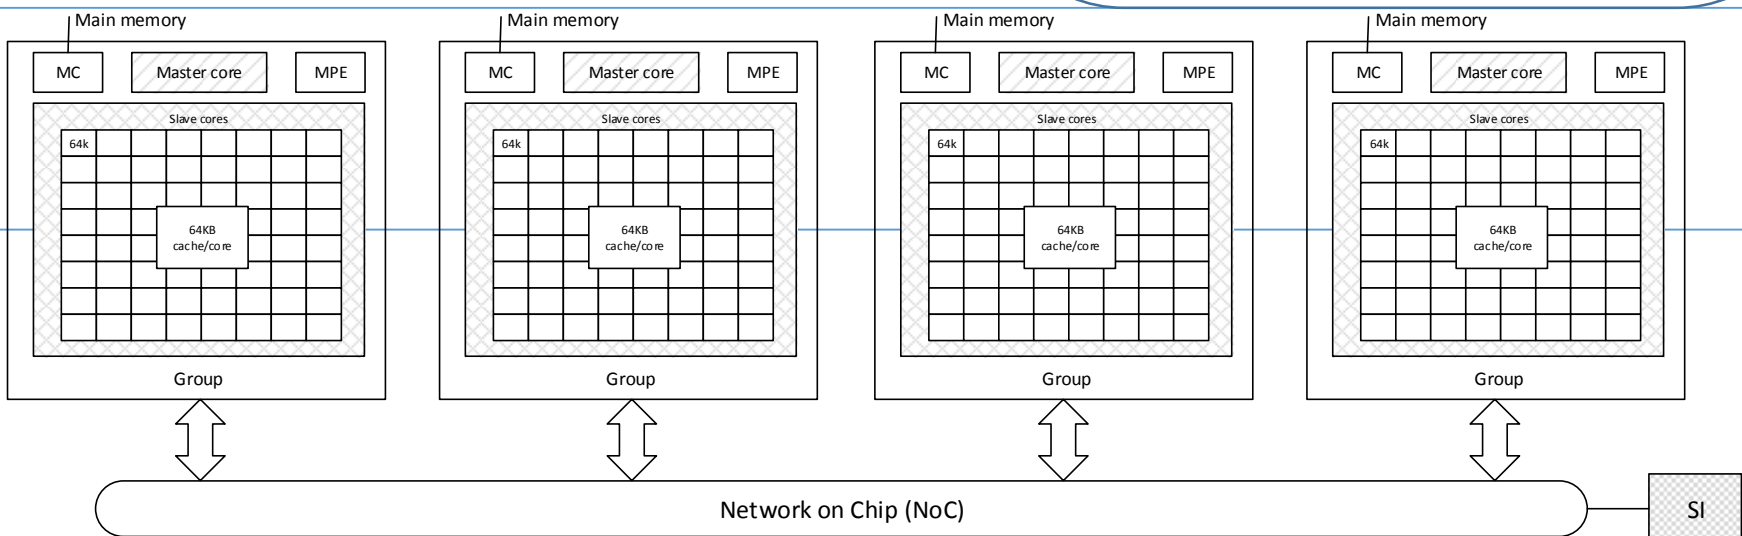 Main memory
Main memory
Main memory
Main memory
MC
Master core
MPE
MC
Master core
MPE
MC
Master core
MPE
MC
Master core
MPE
Slave cores
Slave cores
Slave cores
Slave cores
64k
64k
64k
64k
64KB
cache/core
64KB
cache/core
64KB
cache/core
64KB
cache/core
Group
Group
Group
Group
Network on Chip (NoC)
SI